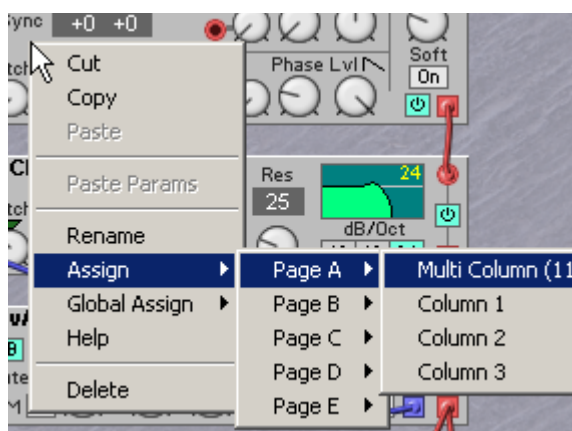 ync +0 +0
Cut
Copy
Paste
Paste Params
Rename
Assign
Global Assign
Help
Delete
Phase Lvl
Soft
On
Res
25
24
dB/Oct
Page A
Page B
Page C
Page D
Page E
Multi Column (11
Column 1
Column 2
Column 3